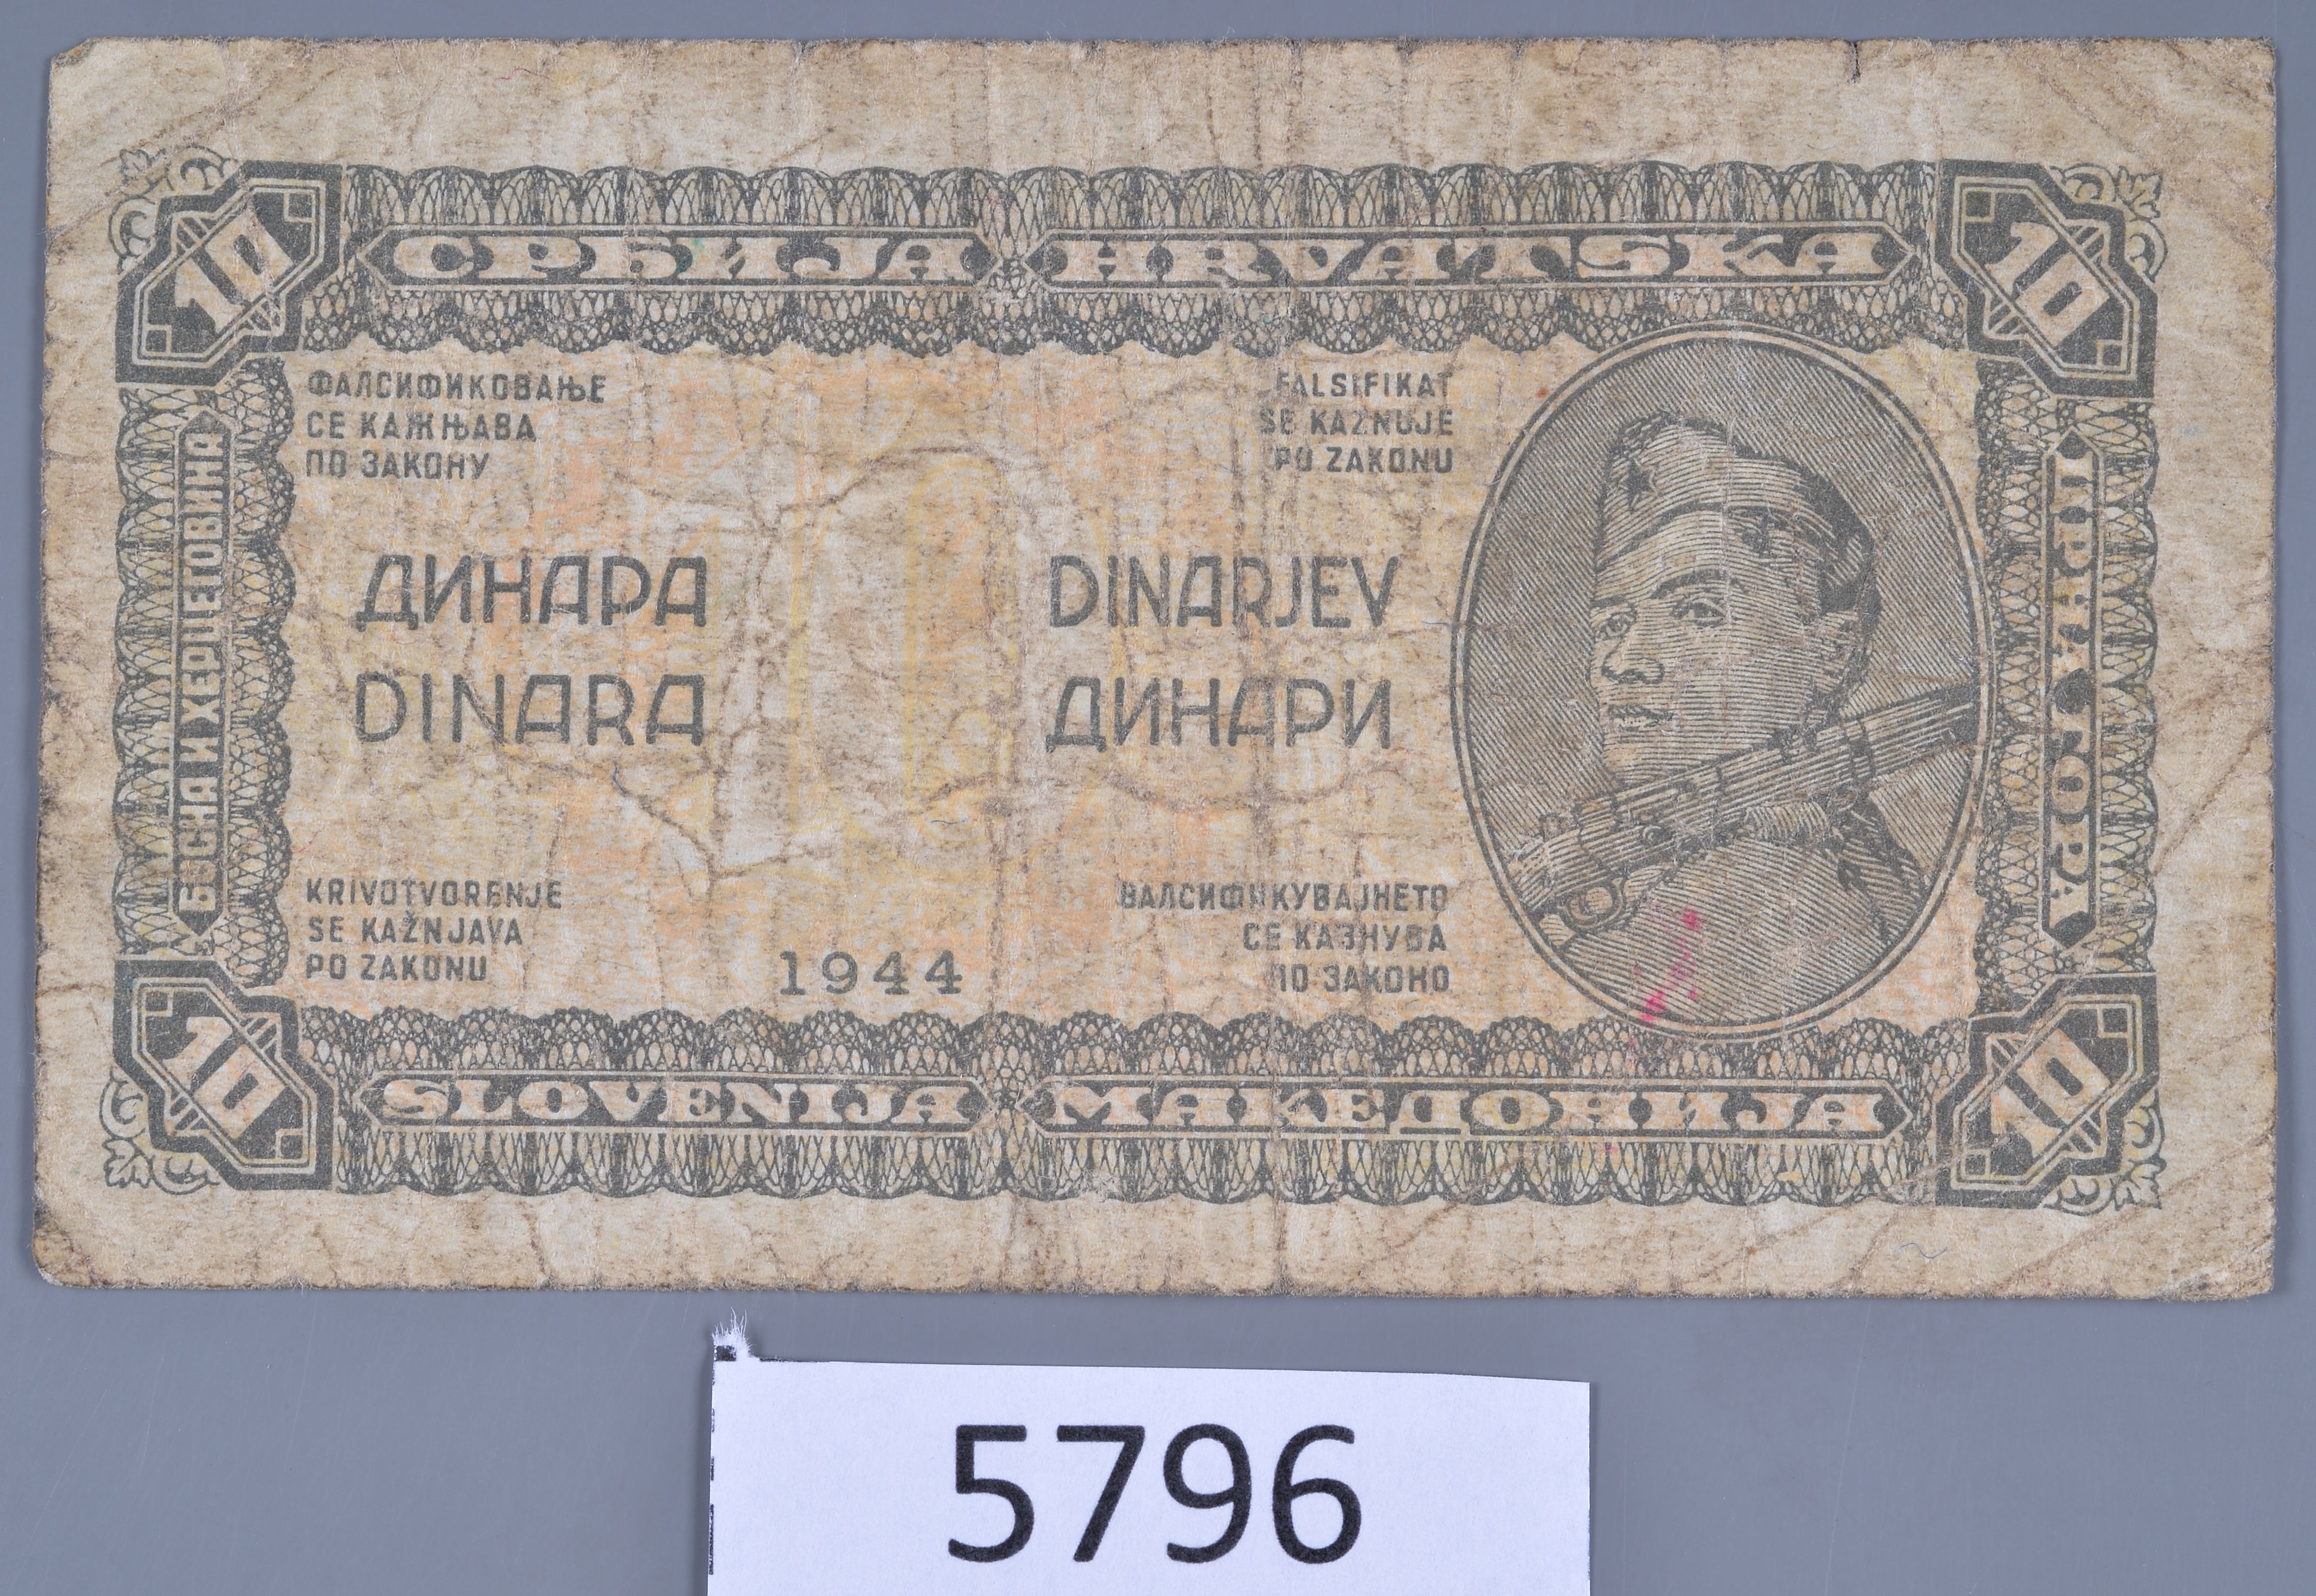 10
СРБИЈА
HRVATSKA
10
ФАЛСИФИКОВАЊЕ
СЕ КАЖЊАВА
ПО ЗАКОНУ
FALSIFIKAT
SE KAZNUJE
PO ZAKONU
БОСНА И ХЕРЦЕГОВИНА
ДИНАРА
DINARA
DINARJEV
ДИНАРИ
ЦРНА ГОРА
KRIVOTVORENJE
SE KAŽNJAVA
PO ZAKONU
1944
ВАЛСИФИКУВАЈНЕТО
СЕ КАЗНУВА
ПО ЗАКОНО
10
SLOVENIJA
МАКЕДОНИЈА
10
5796